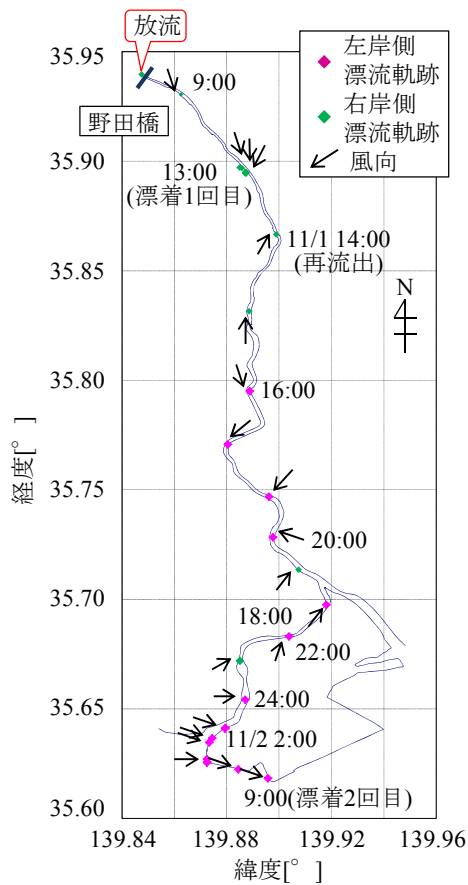 放流
野田橋
9:00
13:00
(漂着1回目)
11/1 14:00
(再流出)
16:00
20:00
18:00
22:00
24:00
11/2 2:00
9:00(漂着2回目)
左岸側
漂流軌跡
右岸側
漂流軌跡
風向
N
経度[°]
35.95
35.90
35.85
35.80
35.75
35.70
35.65
35.60
139.84
139.88
139.92
139.96
緯度[°]